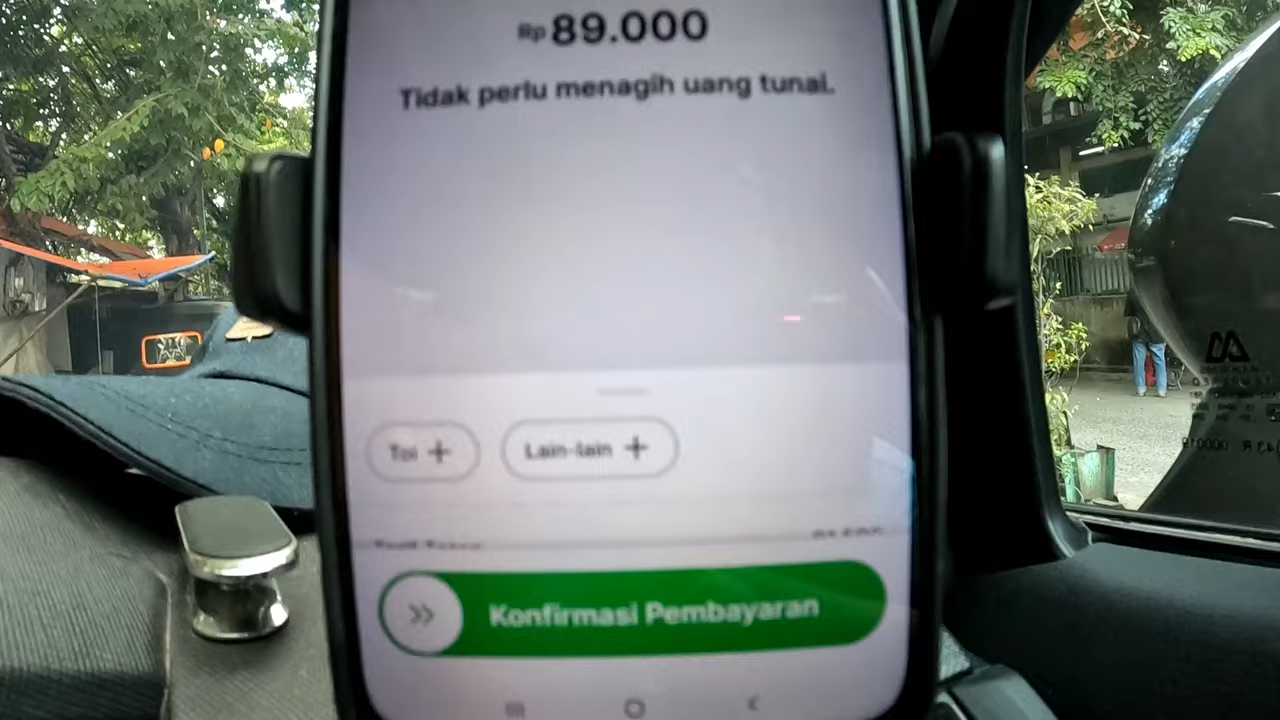 Rp 89.000
Tidak perlu menagih uang tunai.
Tol +
Lain-lain +
Konfirmasi Pembayaran